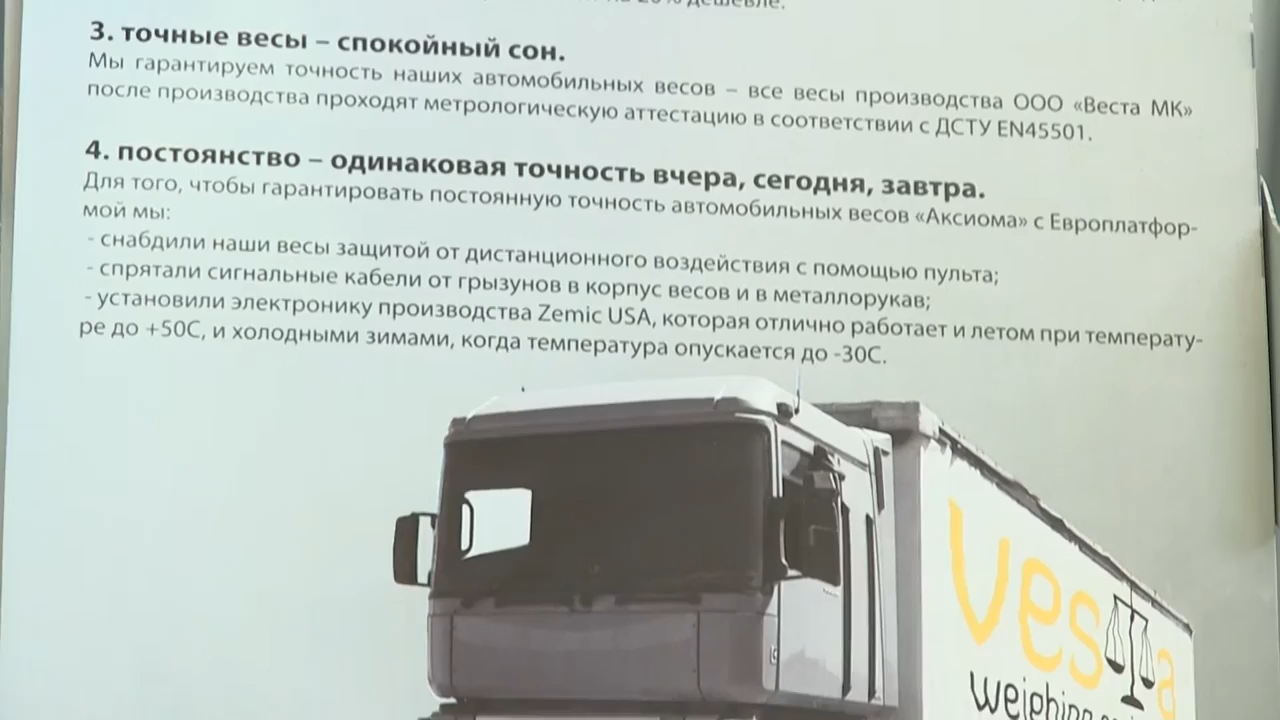 3. точные весы – спокойный сон.
Мы гарантируем точность наших автомобильных весов – все весы производства ООО «Веста МК»
после производства проходят метрологическую аттестацию в соответствии с ДСТУ EN45501.
4. постоянство – одинаковая точность вчера, сегодня, завтра.
Для того, чтобы гарантировать постоянную точность автомобильных весов «Аксиома» с Европлатфор-
мой мы:
- снабдили наши весы защитой от дистанционного воздействия с помощью пульта;
- спрятали сигнальные кабели от грызунов в корпус весов и в металлорукав;
- установили электронику производства Zemic USA, которая отлично работает и летом при температу-
ре до +50С, и холодными зимами, когда температура опускается до -30С.
vesta
weighing